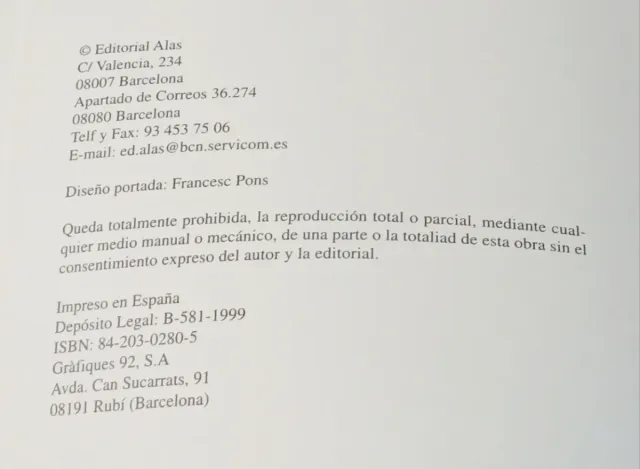 © Editorial Alas
C/ Valencia, 234
08007 Barcelona
Apartado de Correos 36.274
08080 Barcelona
Telf y Fax: 93 453 75 06
E-mail: ed.alas@bcn.servicom.es
Diseño portada: Francesc Pons
Queda totalmente prohibida, la reproducción total o parcial, mediante cual-
quier medio manual o mecánico, de una parte o la totaliad de esta obra sin el
consentimiento expreso del autor y la editorial.
Impreso en España
Depósito Legal: B-581-1999
ISBN: 84-203-0280-5
Gràfiques 92, S.A
Avda. Can Sucarrats, 91
08191 Rubí (Barcelona)